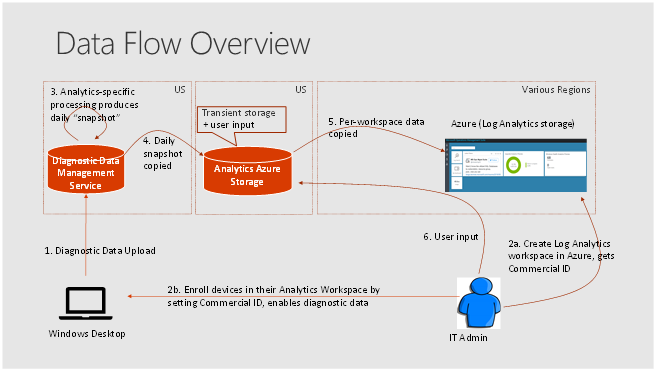 Data Flow Overview
3. Analytics-specific
processing produces
daily “snapshot”
US
US
Various Regions
Transient storage
+ user input
4. Daily
snapshot
copied
5. Per-workspace data
copied
Azure (Log Analytics storage)
Diagnostic Data
Management
Service
Analytics Azure
Storage
6. User input
2a. Create Log Analytics
workspace in Azure, gets
Commercial ID
1. Diagnostic Data Upload
2b. Enroll devices in their Analytics Workspace by
setting Commercial ID, enables diagnostic data
Windows Desktop
IT Admin